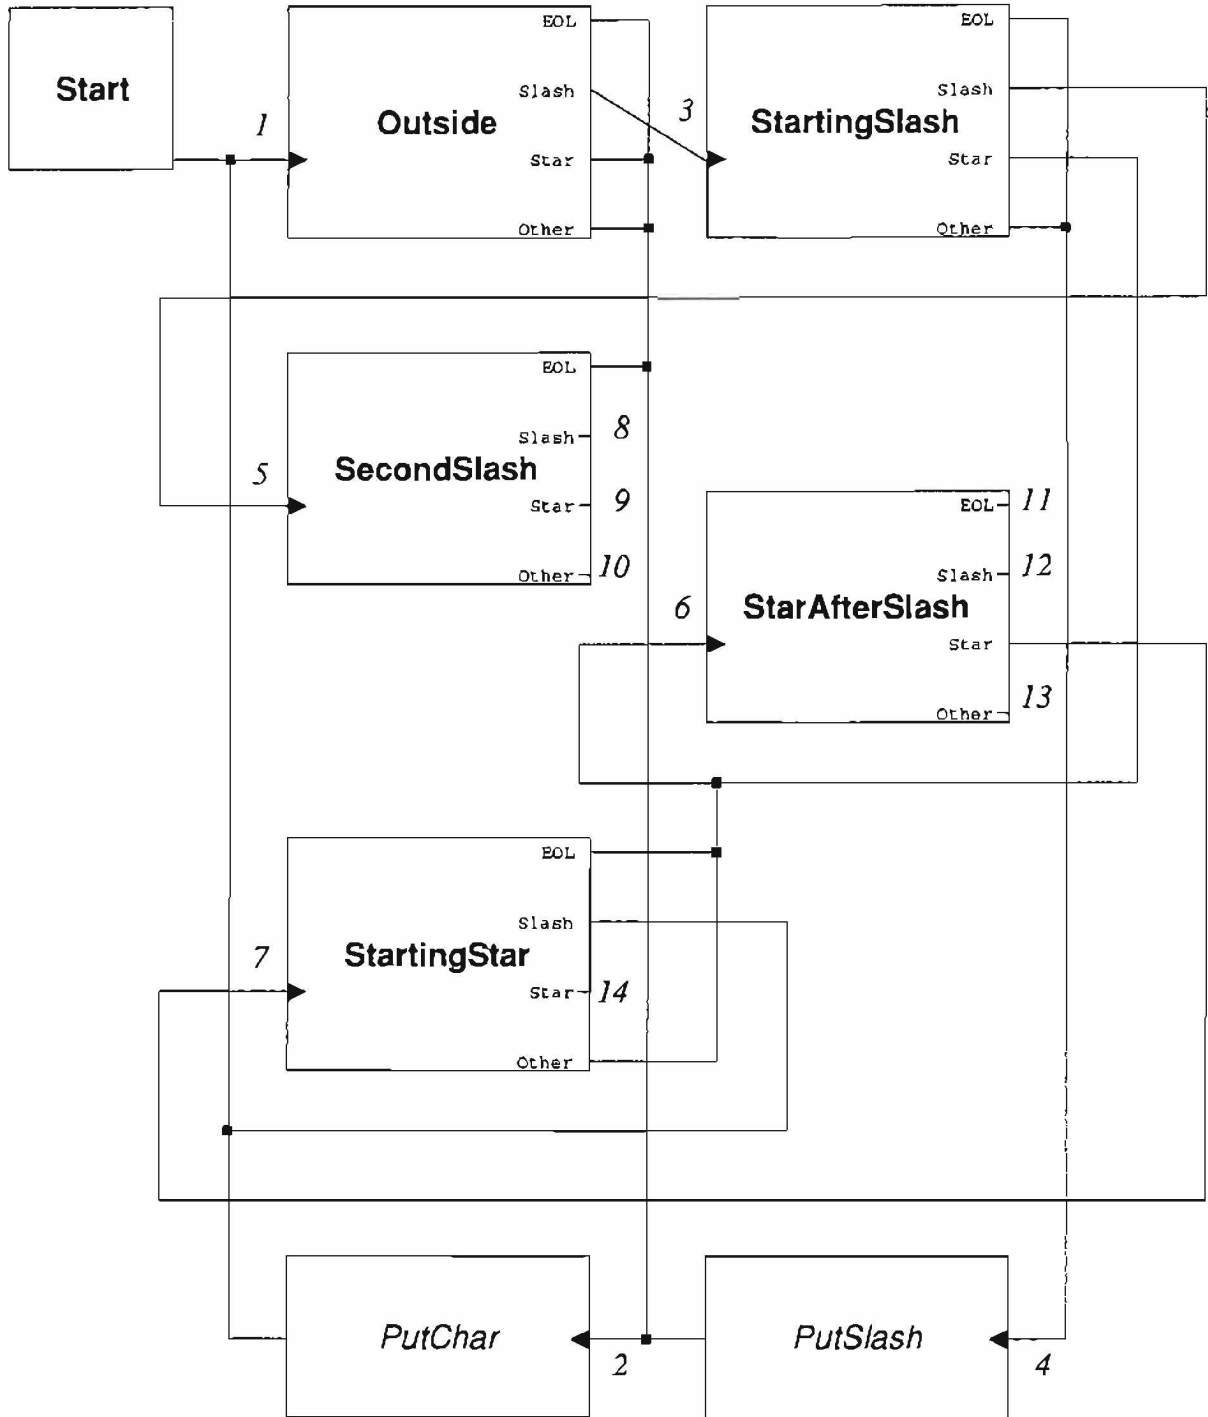 Start
1
Outside
EOL
Slash
Star
Other
3
StartingSlash
EOL
Slash
Star
Other
5
SecondSlash
EOL
Slash
8
Star
9
Other
10
6
StarAfterSlash
EOL
11
Slash
12
Star
Other
13
7
StartingStar
EOL
Slash
Star
14
Other
PutChar
2
PutSlash
4